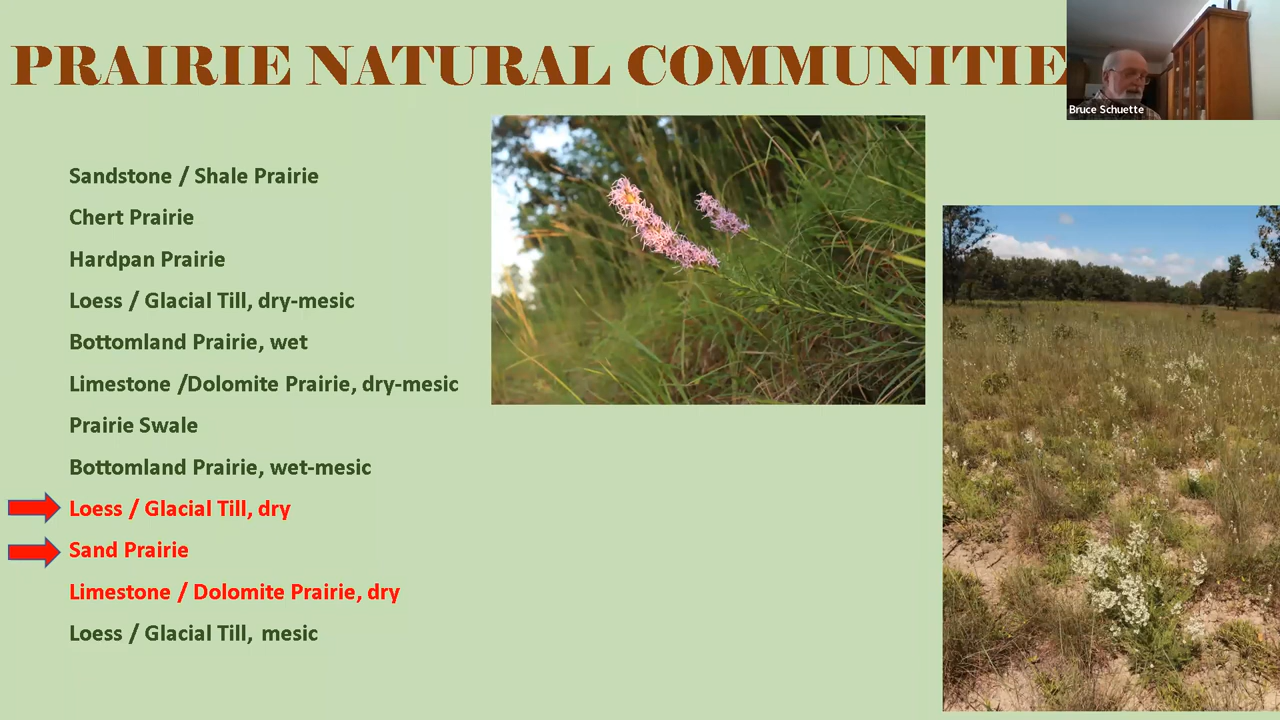 PRAIRIE NATURAL COMMUNITIE
Bruce Schuette
Sandstone / Shale Prairie
Chert Prairie
Hardpan Prairie
Loess / Glacial Till, dry-mesic
Bottomland Prairie, wet
Limestone /Dolomite Prairie, dry-mesic
Prairie Swale
Bottomland Prairie, wet-mesic
Loess / Glacial Till, dry
Sand Prairie
Limestone / Dolomite Prairie, dry
Loess / Glacial Till, mesic